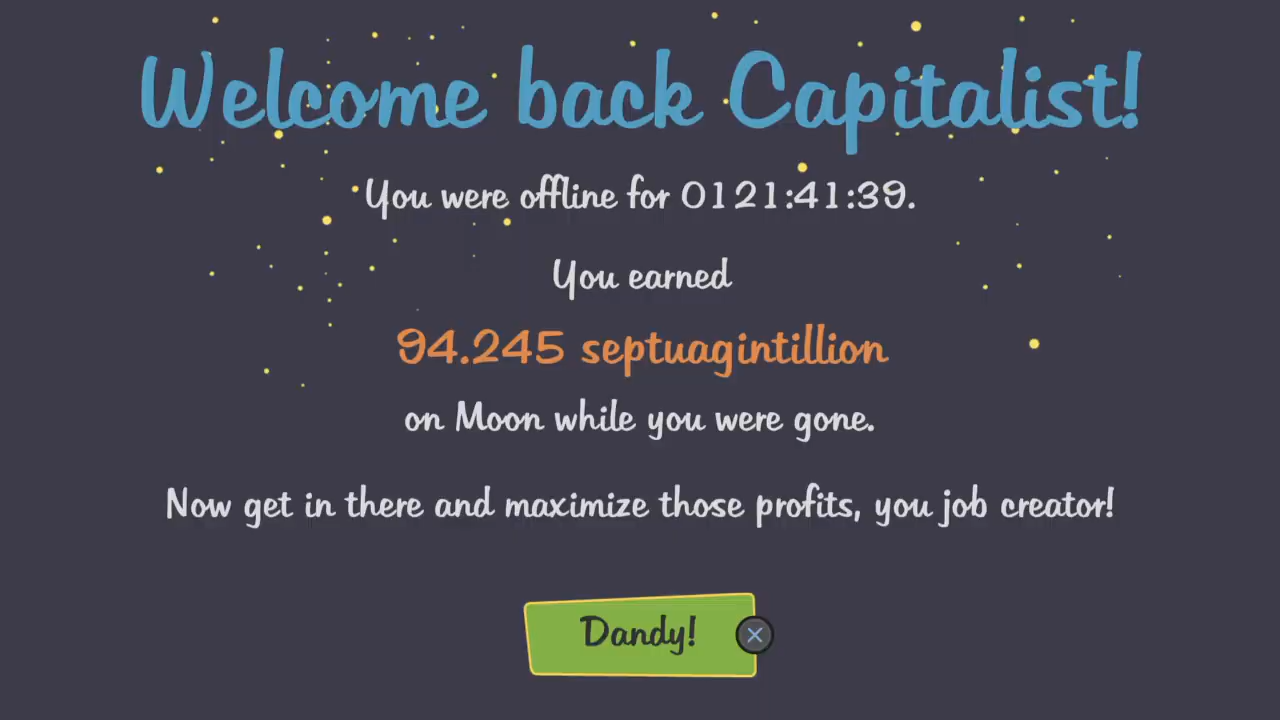 Welcome back Capitalist!
You were offline for 0121:41:39.
You earned
94.245 septuagintillion
on Moon while you were gone.
Now get in there and maximize those profits, you job creator!
Dandy!